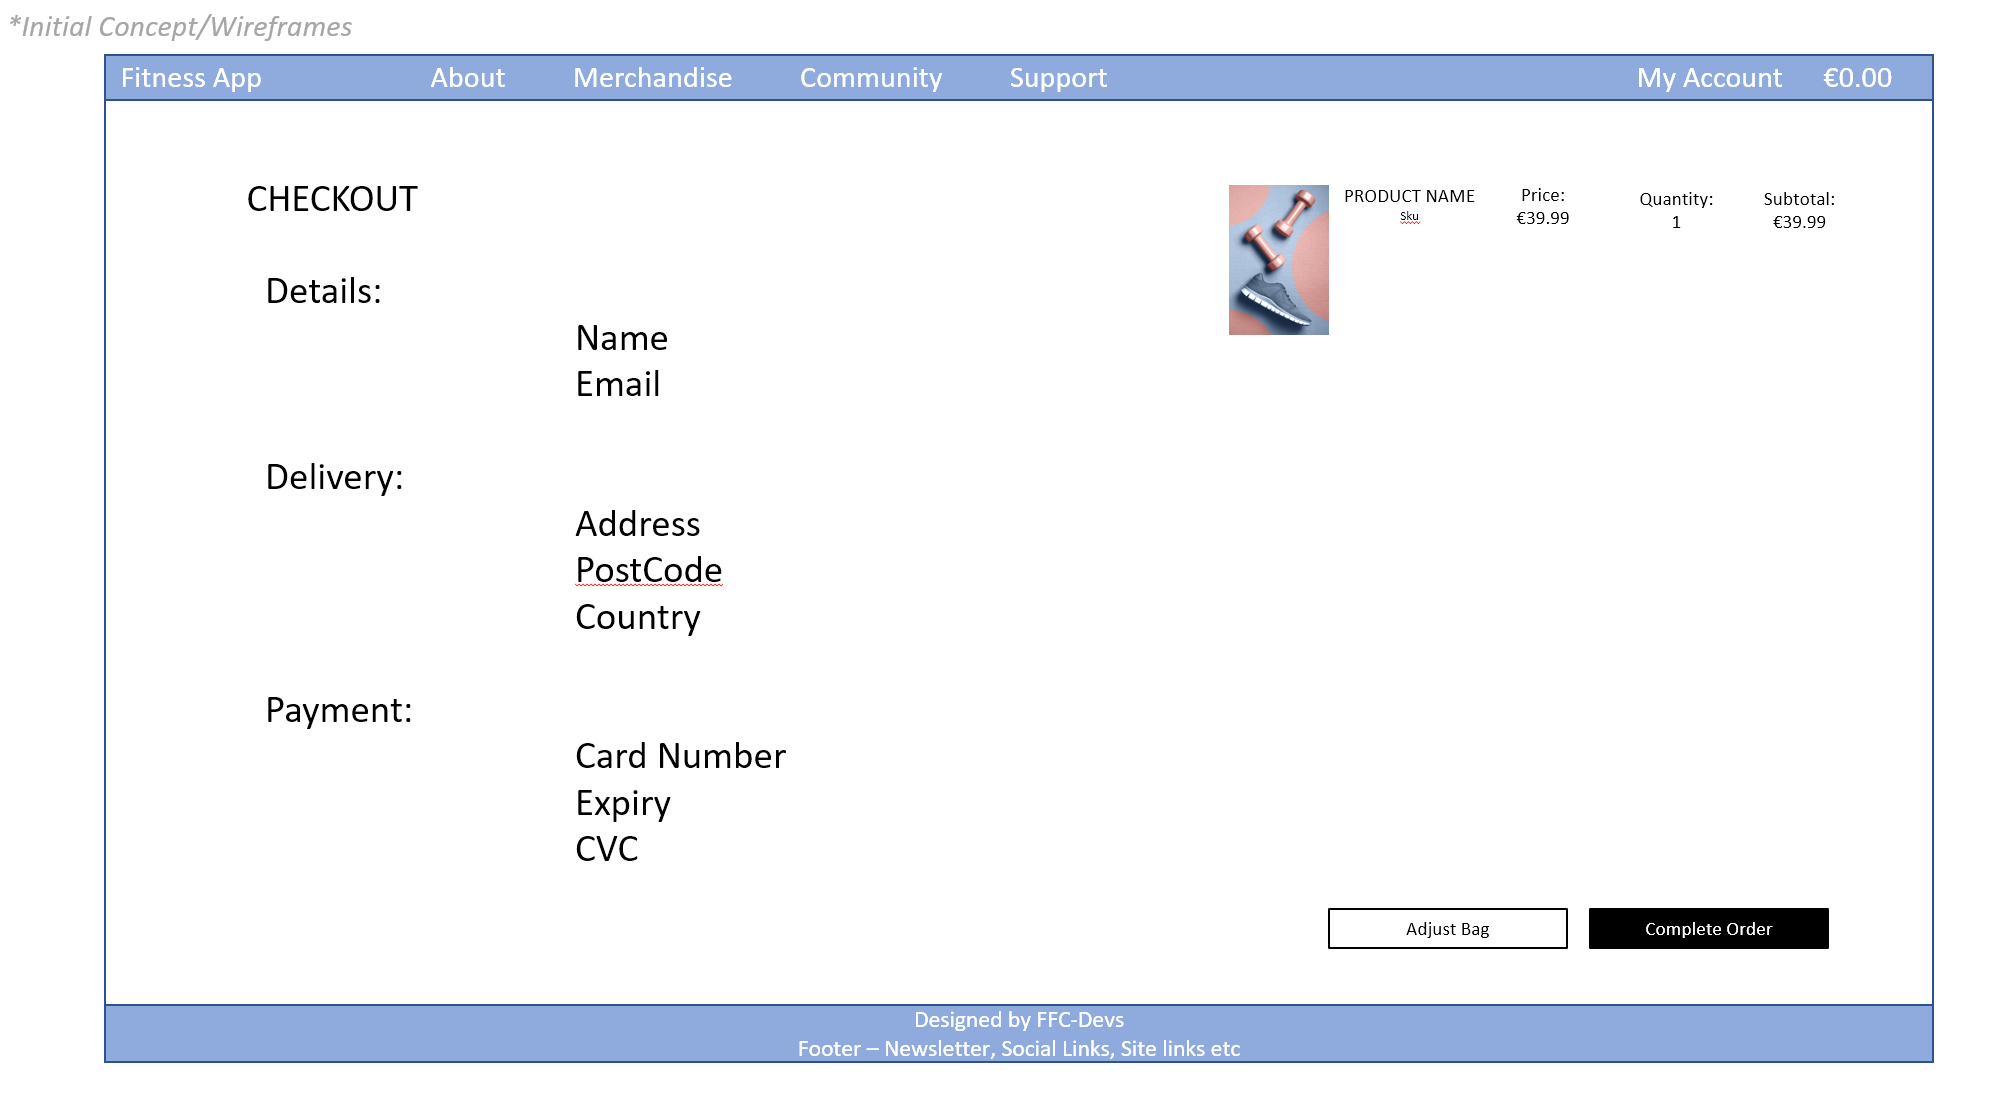 *Initial Concept/Wireframes
Fitness App About Merchandise Community Support My Account €0.00
CHECKOUT
Details:
Name
Email
Delivery:
Address
PostCode
Country
Payment:
Card Number
Expiry
CVC
PRODUCT NAME
Sku
Price:
€39.99
Quantity:
1
Subtotal:
€39.99
Adjust Bag
Complete Order
Designed by FFC-Devs
Footer – Newsletter, Social Links, Site links etc